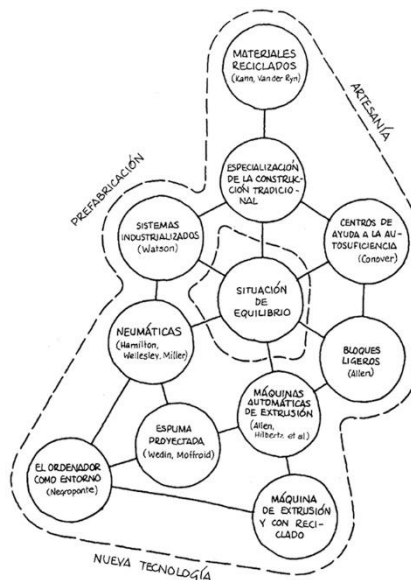 MATERIALES
RECICLADOS
(Kahn, Van der
Ryn)
ARTESANÍA
ESPECIALIZACIÓN
DE LA CONSTRUC-
CIÓN TRADICIO-
NAL
PREFABRICACIÓN
SISTEMAS
INDUSTRIALIZADOS
(Watson)
CENTROS DE
AYUDA A LA AU-
TOSUFICIENCIA
(Conover)
SITUACIÓN
DE
EQUILIBRIO
NEUMÁTICAS
(Hamilton,
Wellesley, Miller)
BLOQUES
LIGEROS
(Allen)
MÁQUINAS
AUTOMÁTICAS
DE EXTRUSIÓN
(Allen,
Hilbertz, et al)
ESPUMA
PROYECTADA
(Wedin, Moffroid)
EL ORDENADOR
COMO ENTORNO
(Negroponte)
MÁQUINA
DE EXTRUSIÓN
Y CON RECI-
CLADO
NUEVA TECNOLOGÍA